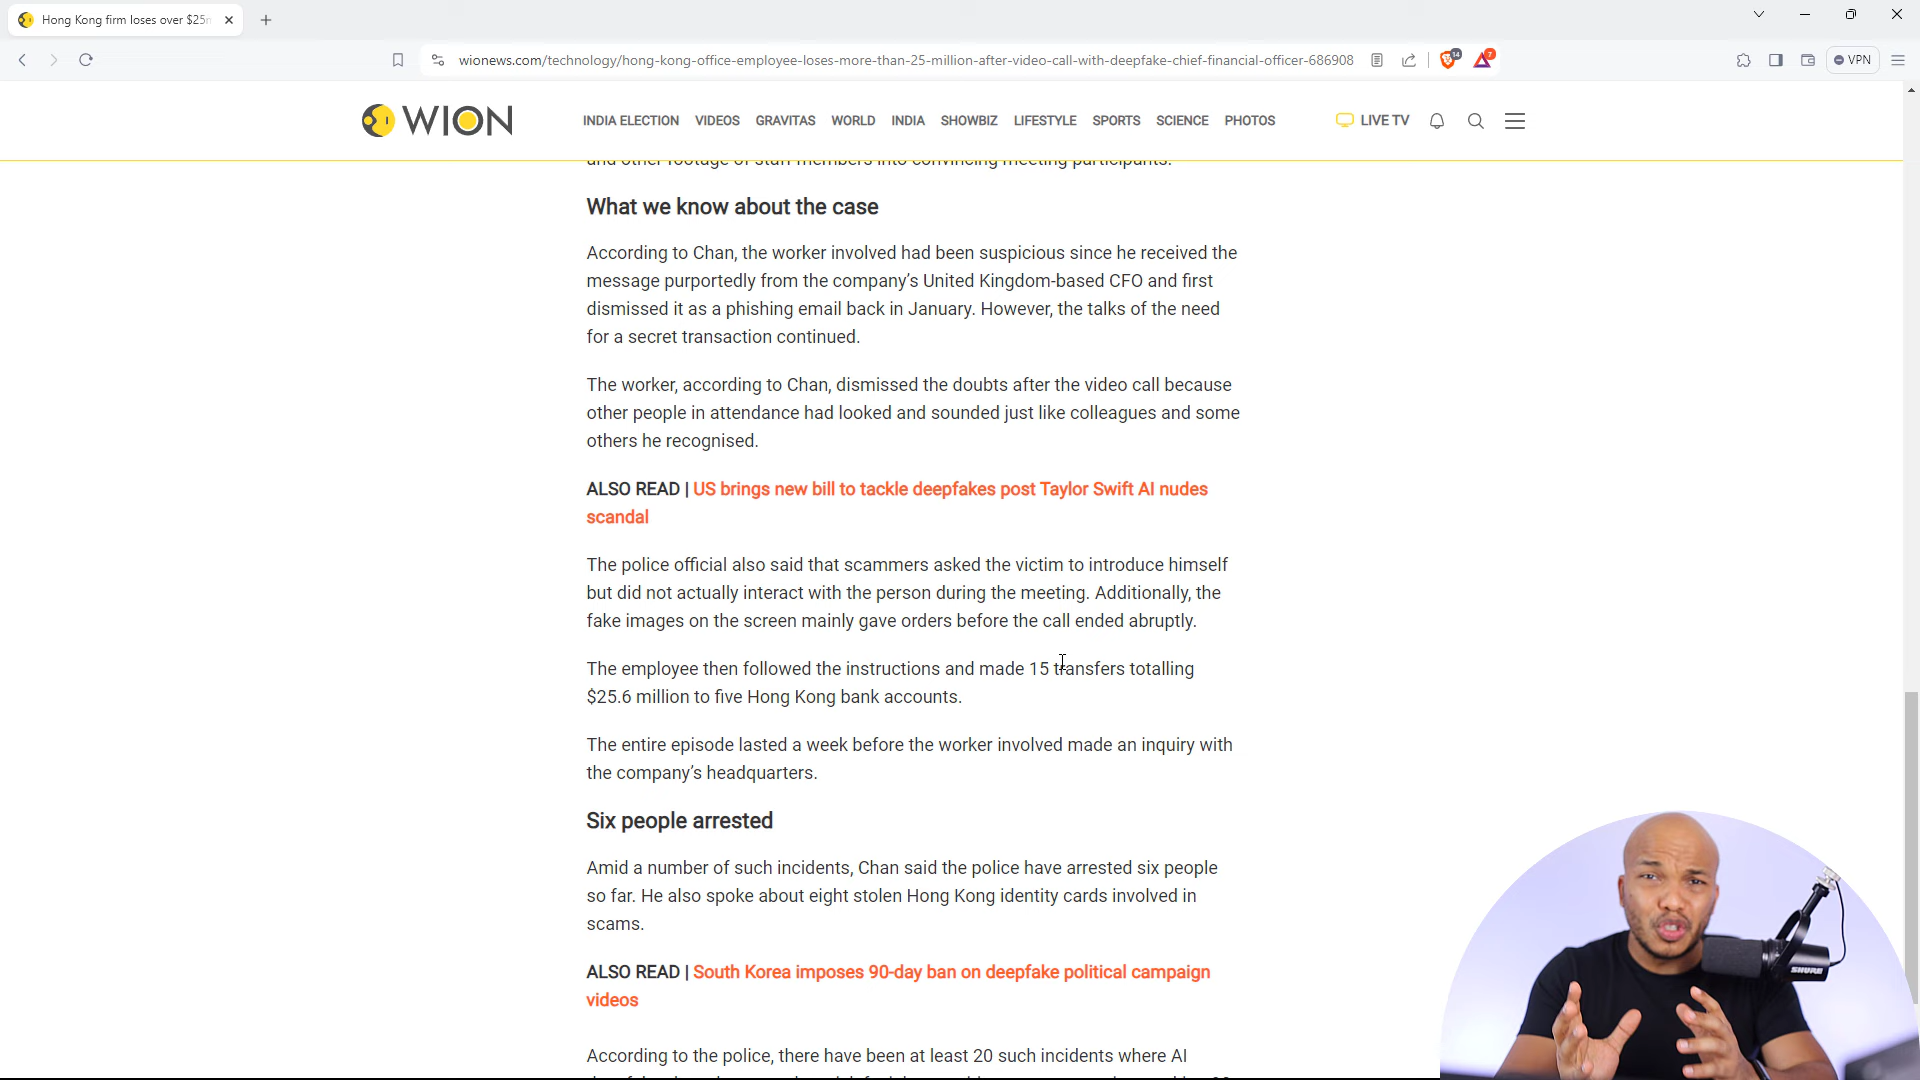 Hong Kong firm loses over $25m
wionews.com/technology/hong-kong-office-employee-loses-more-than-25-million-after-video-call-with-deepfake-chief-financial-officer-686908
14
7
VPN
WION
INDIA ELECTION VIDEOS GRAVITAS WORLD INDIA SHOWBIZ LIFESTYLE SPORTS SCIENCE PHOTOS
LIVE TV
and other footage of staff members into convincing meeting participants.
What we know about the case
According to Chan, the worker involved had been suspicious since he received the
message purportedly from the company’s United Kingdom-based CFO and first
dismissed it as a phishing email back in January. However, the talks of the need
for a secret transaction continued.
The worker, according to Chan, dismissed the doubts after the video call because
other people in attendance had looked and sounded just like colleagues and some
others he recognised.
ALSO READ | US brings new bill to tackle deepfakes post Taylor Swift AI nudes
scandal
The police official also said that scammers asked the victim to introduce himself
but did not actually interact with the person during the meeting. Additionally, the
fake images on the screen mainly gave orders before the call ended abruptly.
The employee then followed the instructions and made 15 transfers totalling
$25.6 million to five Hong Kong bank accounts.
The entire episode lasted a week before the worker involved made an inquiry with
the company’s headquarters.
Six people arrested
Amid a number of such incidents, Chan said the police have arrested six people
so far. He also spoke about eight stolen Hong Kong identity cards involved in
scams.
ALSO READ | South Korea imposes 90-day ban on deepfake political campaign
videos
According to the police, there have been at least 20 such incidents where AI
SHURE